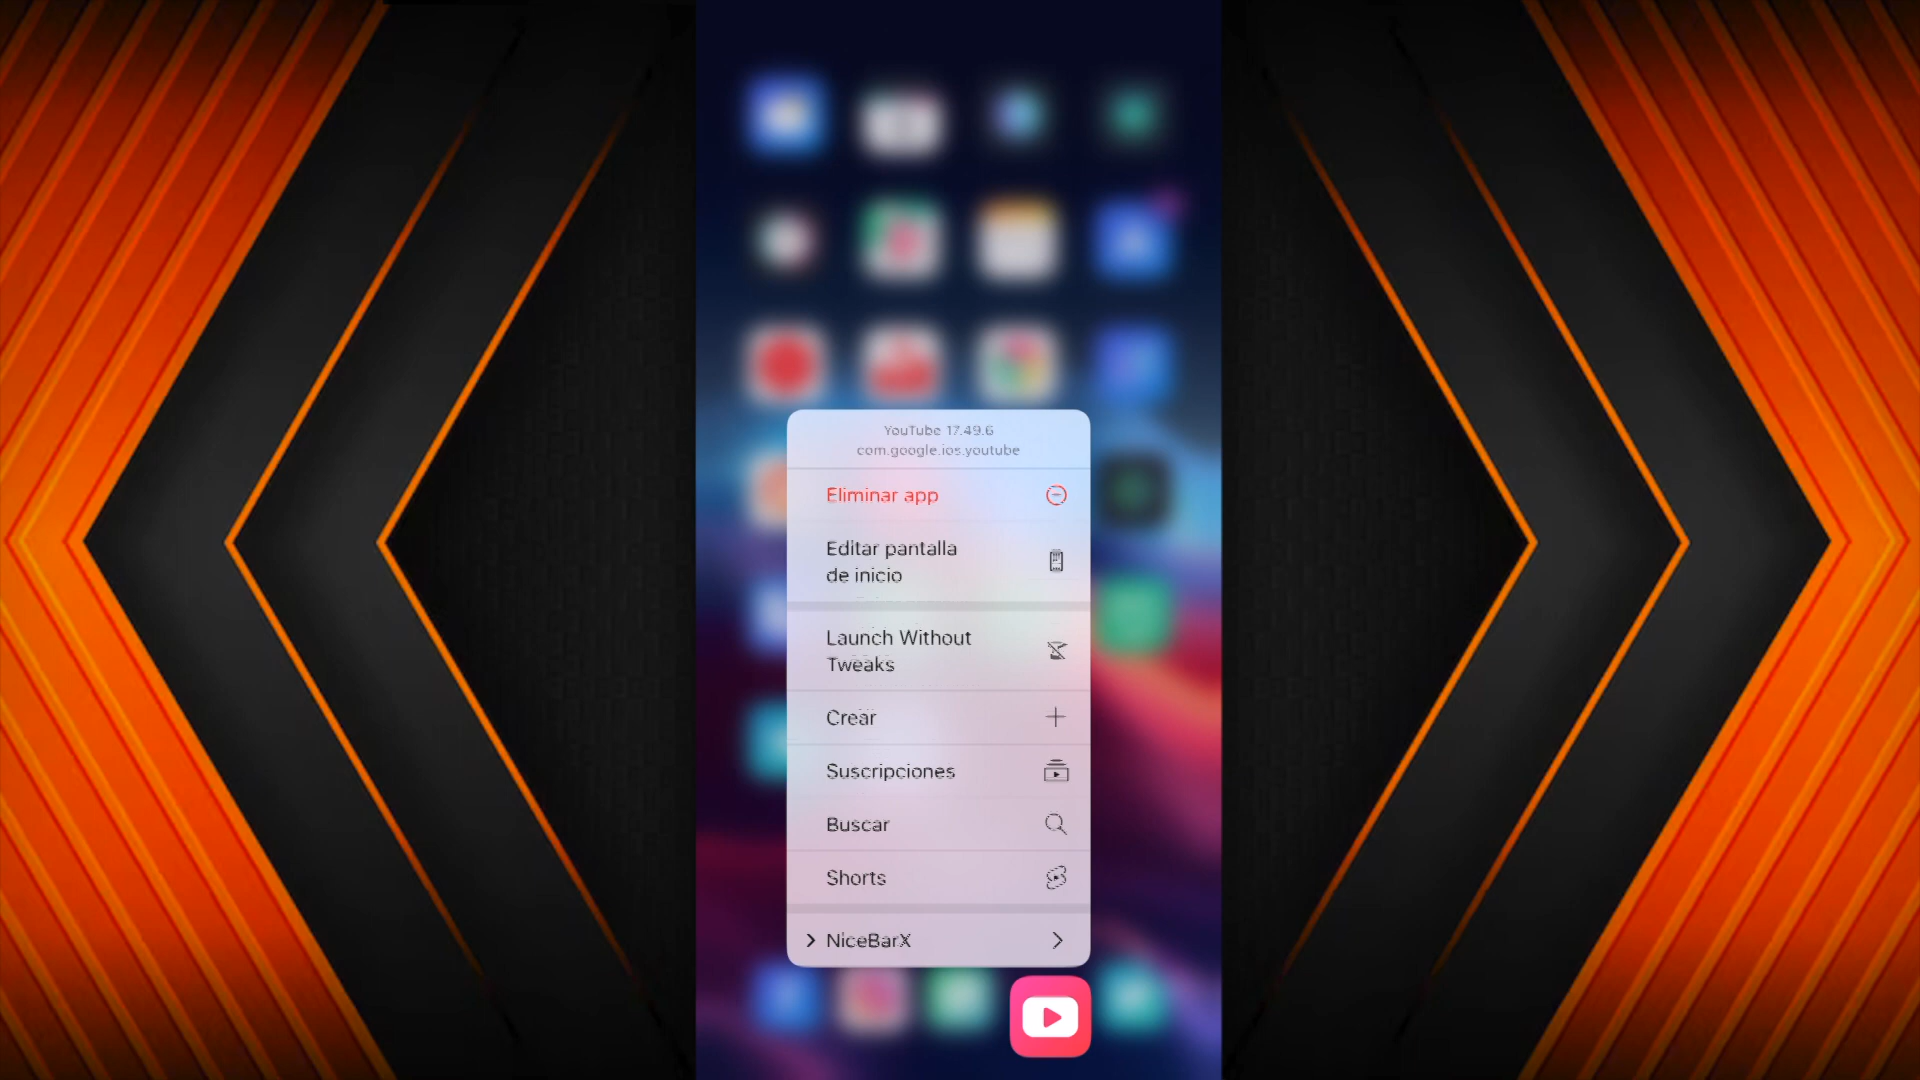 YouTube 17.49.6
com.google.ios.youtube
Eliminar app
Editar pantalla
de inicio
Launch Without
Tweaks
Crear
Suscripciones
Buscar
Shorts
NiceBarX